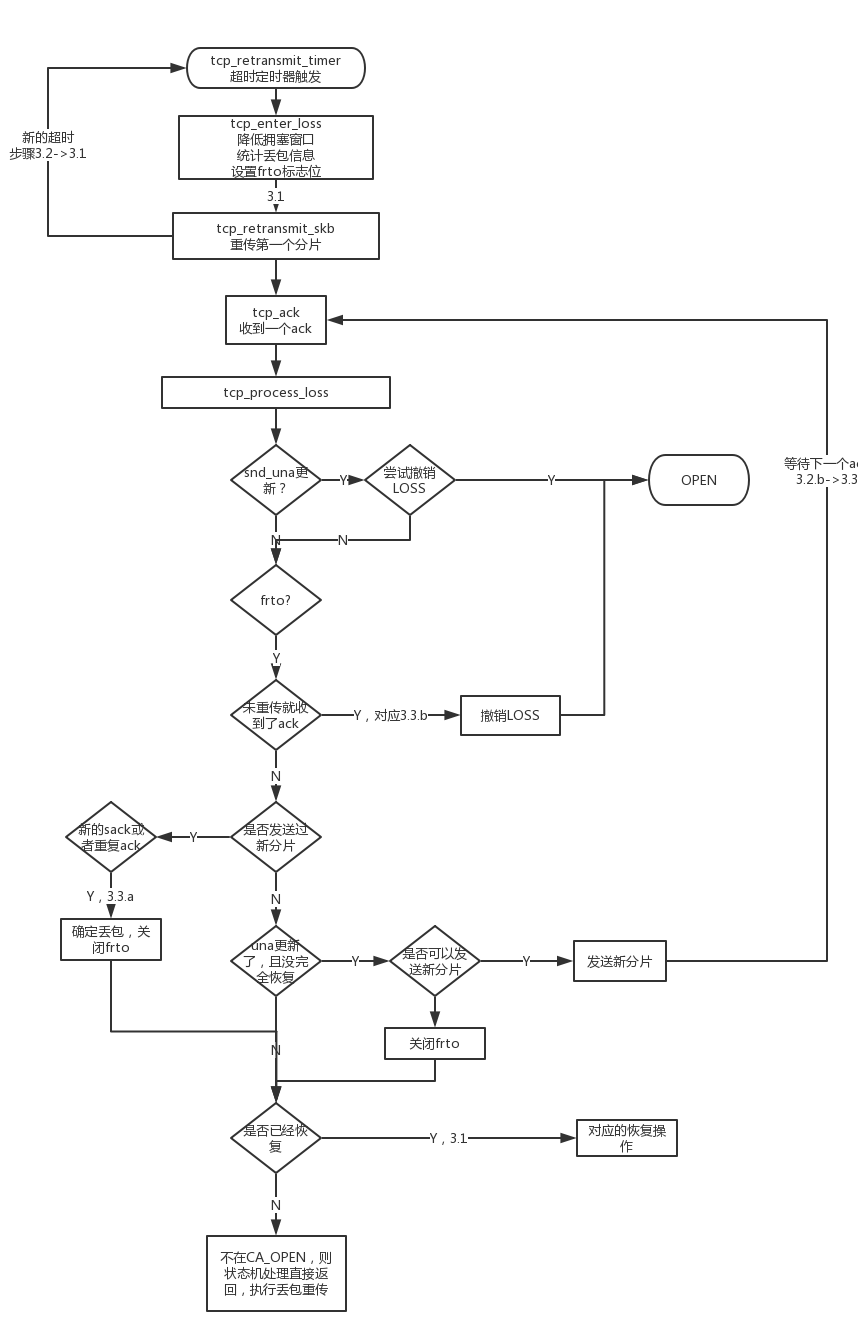 tcp_retransmit_timer
超时定时器触发
tcp_enter_loss
降低拥塞窗口
统计丢包信息
设置frto标志位
新的超时
步骤3.2->3.1
3.1
tcp_retransmit_skb
重传第一个分片
tcp_ack
收到一个ack
tcp_process_loss
snd_una更
新？
Y
尝试撤销
LOSS
Y
OPEN
等待下一个ac
3.2.b->3.3
N
N
frto?
Y
未重传就收
到了ack
Y，对应3.3.b
撤销LOSS
N
新的sack或
者重复ack
Y
是否发送过
新分片
Y，3.3.a
N
确定丢包，关
闭frto
una更新
了，且没完
全恢复
Y
是否可以发
送新分片
Y
发送新分片
关闭frto
N
是否已经恢
复
Y，3.1
对应的恢复操
作
N
不在CA_OPEN，则
状态机处理直接返
回，执行丢包重传